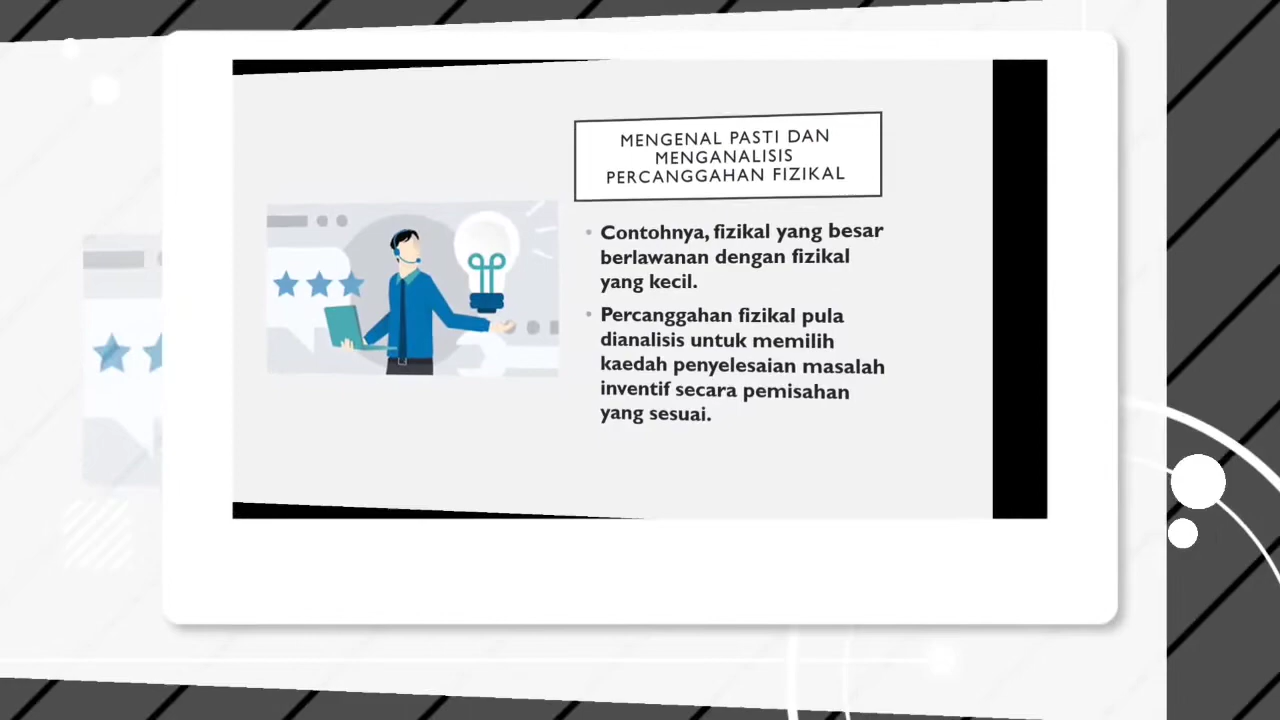 MENGENAL PASTI DAN
MENGANALISIS
PERCANGGAHAN FIZIKAL
Contohnya, fizikal yang besar
berlawanan dengan fizikal
yang kecil.
Percanggahan fizikal pula
dianalisis untuk memilih
kaedah penyelesaian masalah
inventif secara pemisahan
yang sesuai.